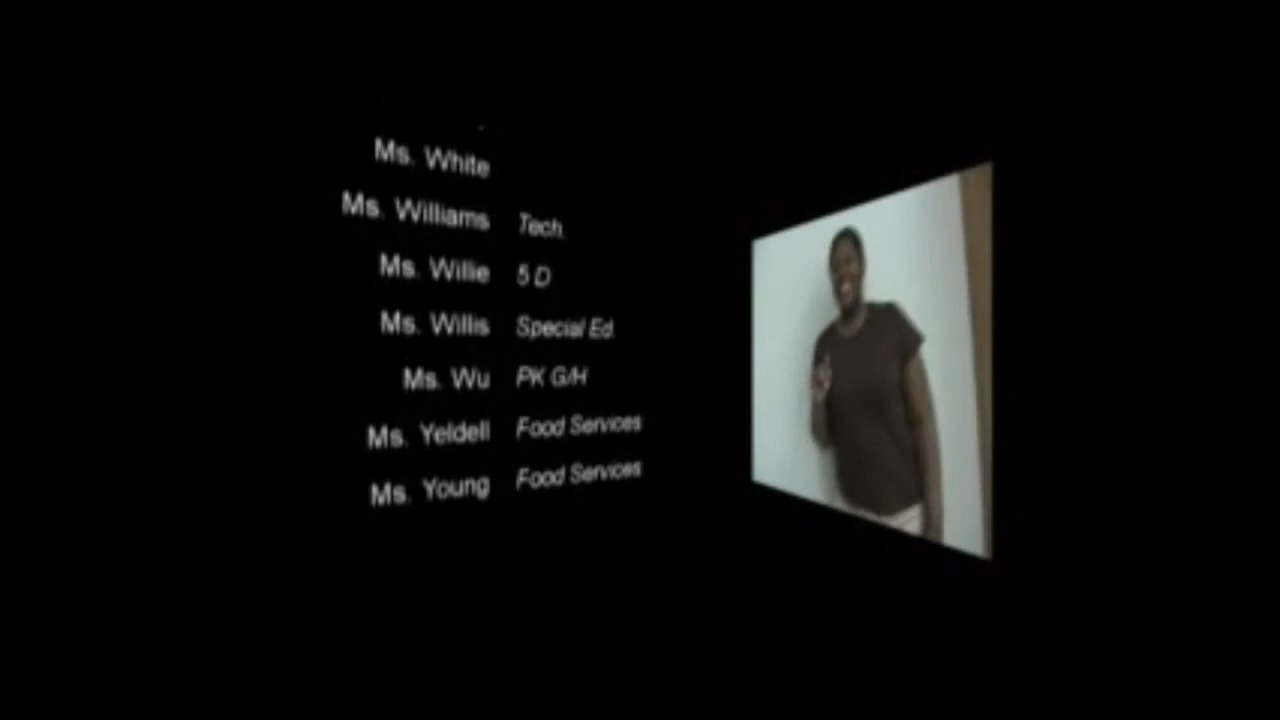 Ms. White
Ms. Williams Tech.
Ms. Willie 5 D
Ms. Willis Special Ed.
Ms. Wu PK G/H
Ms. Yeldell Food Services
Ms. Young Food Services